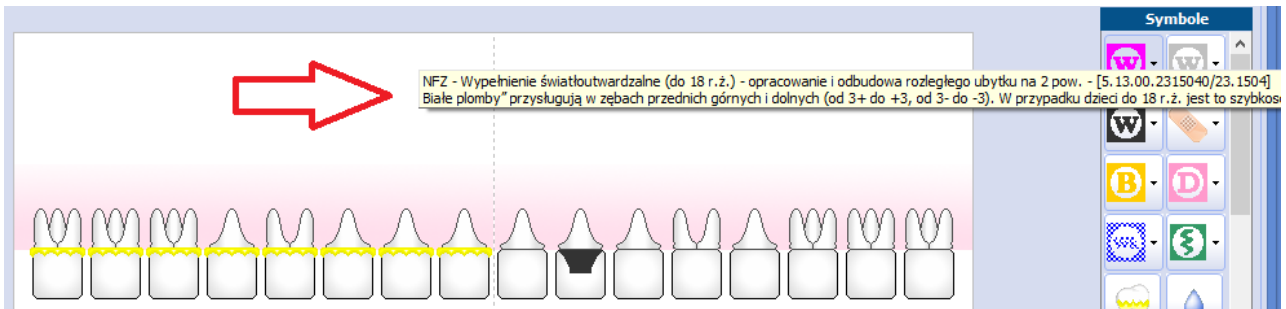 Symbole
NFZ - Wypełnienie światłoutwardzalne (do 18 r.ż.) - opracowanie i odbudowa rozległego ubytku na 2 pow. - [5.13.00.2315040/23.1504]
Białe plomby” przysługują w zębach przednich górnych i dolnych (od 3+ do +3, od 3- do -3). W przypadku dzieci do 18 r.ż. jest to szybkos
W
W
W
B
D
WŁ